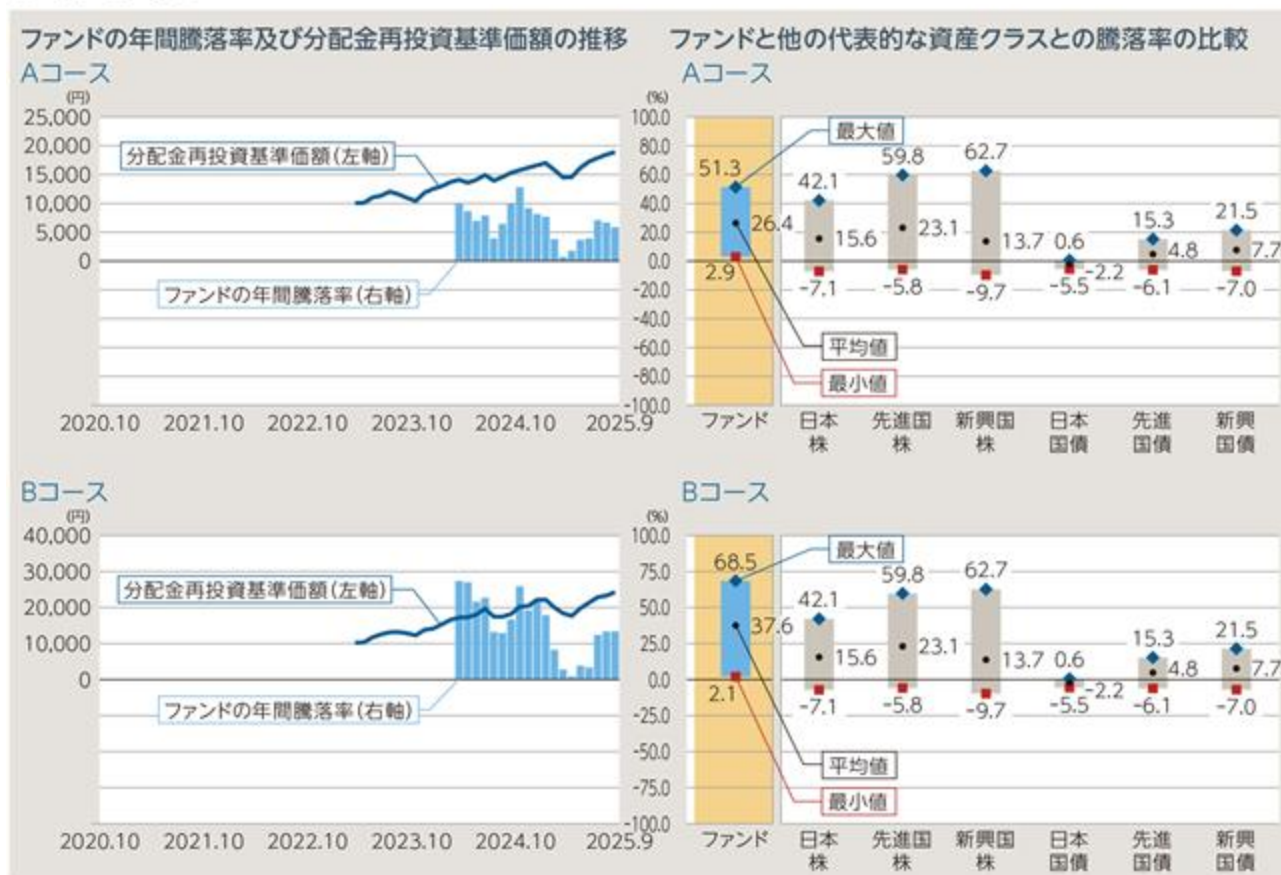 ファンドの年間騰落率及び分配金再投資基準価額の推移
Aコース
(円)
(%)
25,000
20,000
15,000
10,000
5,000
0
100.0
80.0
60.0
40.0
20.0
0.0
-20.0
-40.0
-60.0
-80.0
-100.0
分配金再投資基準価額(左軸)
ファンドの年間騰落率(右軸)
2020.10 2021.10 2022.10 2023.10 2024.10 2025.9
ファンドと他の代表的な資産クラスとの騰落率の比較
Aコース
最大値
51.3 42.1 59.8 62.7 0.6 15.3 21.5
26.4 15.6 23.1 13.7 -2.2 4.8 7.7
2.9 -7.1 -5.8 -9.7 -5.5 -6.1 -7.0
平均値
最小値
ファンド 日本株 先進国株 新興国株 日本国債 先進国債 新興国債
Bコース
(円)
(%)
40,000
30,000
20,000
10,000
0
100.0
75.0
50.0
25.0
0.0
-25.0
-50.0
-75.0
-100.0
分配金再投資基準価額(左軸)
ファンドの年間騰落率(右軸)
2020.10 2021.10 2022.10 2023.10 2024.10 2025.9
Bコース
最大値
68.5 42.1 59.8 62.7 0.6 15.3 21.5
37.6 15.6 23.1 13.7 -2.2 4.8 7.7
2.1 -7.1 -5.8 -9.7 -5.5 -6.1 -7.0
平均値
最小値
ファンド 日本株 先進国株 新興国株 日本国債 先進国債 新興国債